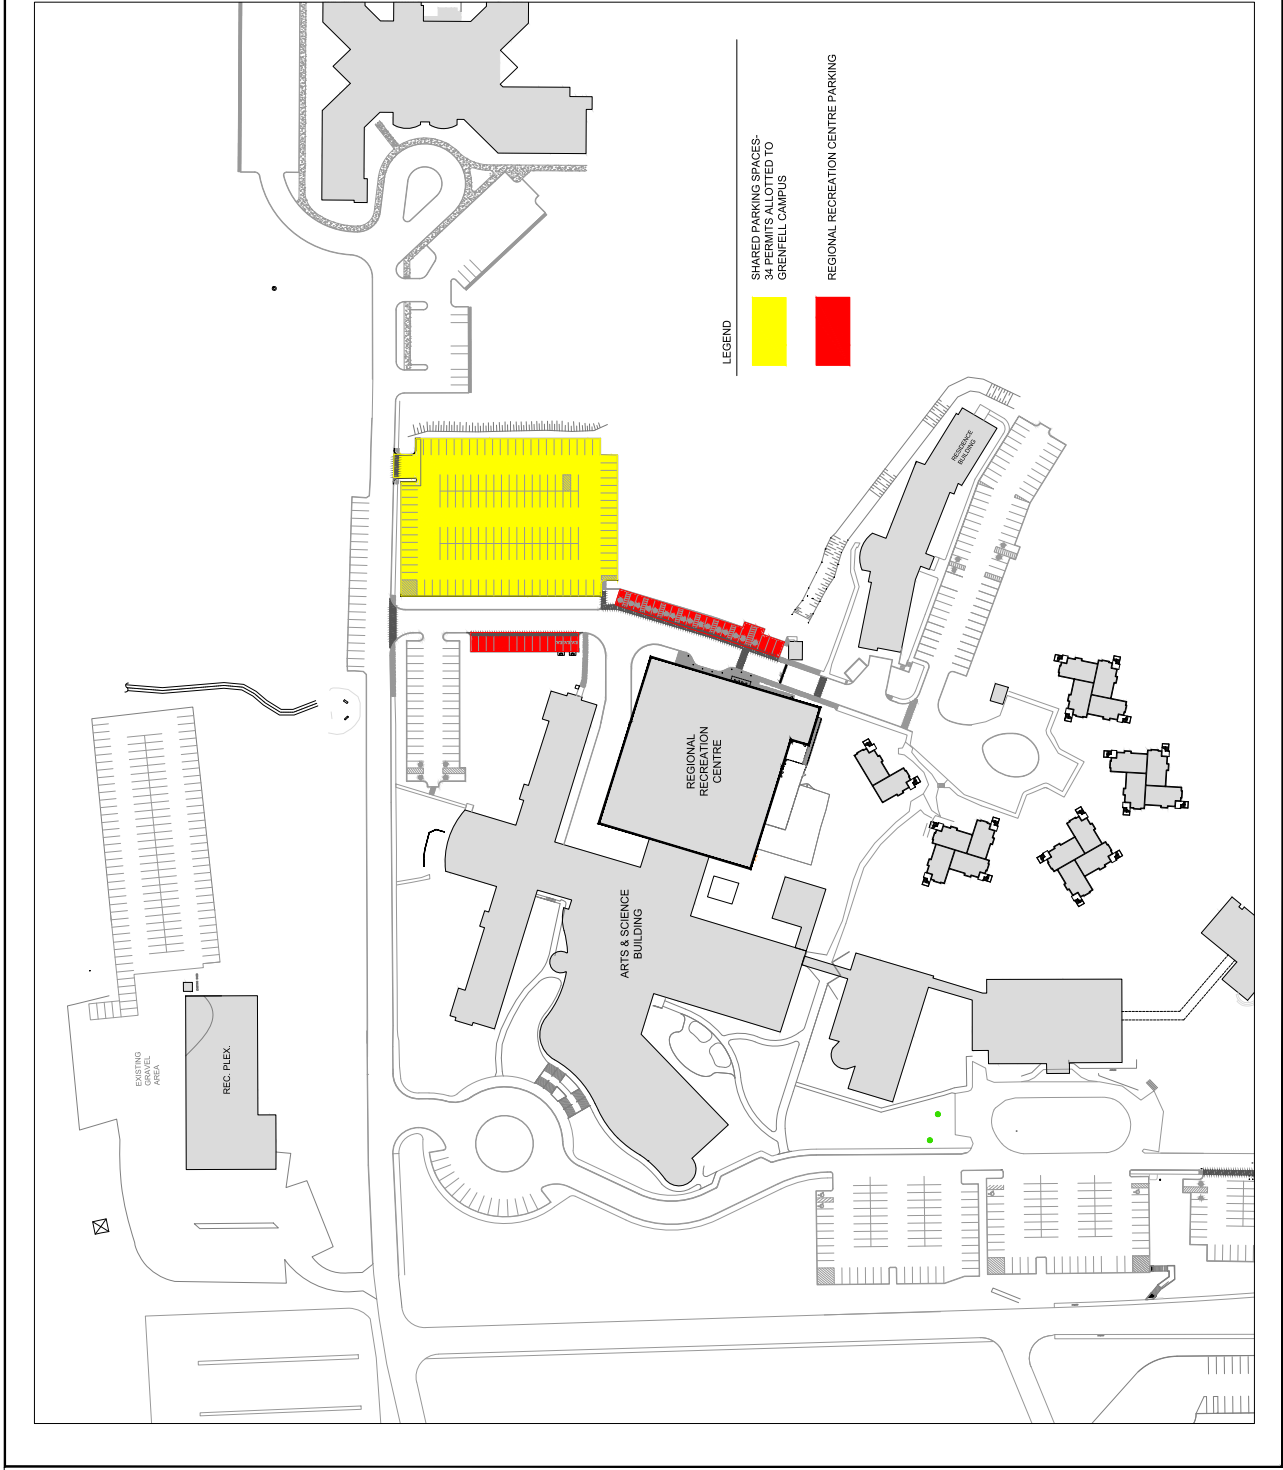 LEGEND
SHARED PARKING SPACES-
34 PERMITS ALLOTTED TO
GRENFELL CAMPUS
REGIONAL RECREATION CENTRE PARKING
RESIDENCE
BUILDING
REGIONAL
RECREATION
CENTRE
ARTS & SCIENCE
BUILDING
EXISTING
GRAVEL
AREA
REC. PLEX.